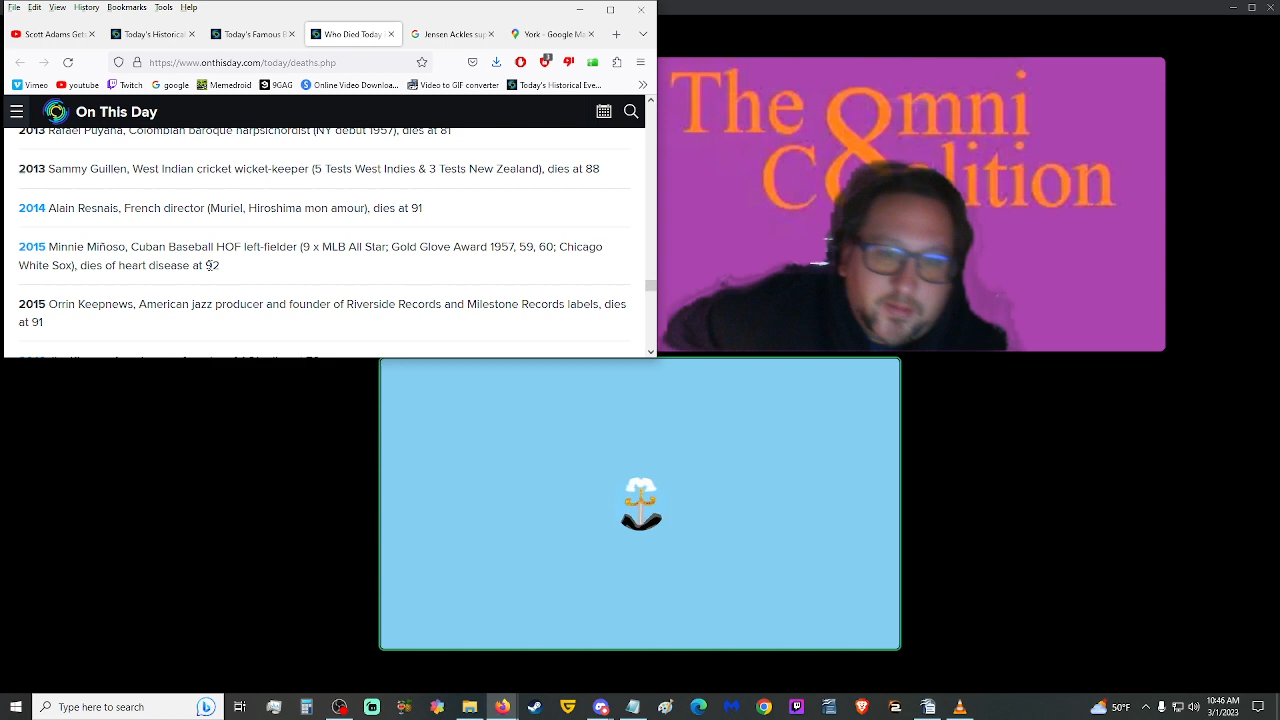 File Edit View History Bookmarks Tools Help
Scott Adams Get
Today's Historical
Today's Famous B
Who Died Today
Jensen Ackles sup
York - Google Ma
https://www.onthisday.com/today/deaths.php
3
Vimeo youtube Twitch google Memedroid 9GAG Online Video Downloa... Video to GIF converter Today's Historical Eve...
On This Day
2013 Rafael Puyana, Colombian baroque harpsichordist (NY debut 1957), dies at 81
2013 Sammy Guillen, West Indian cricket wicket-keeper (5 Tests West Indies & 3 Tests New Zealand), dies at 88
2014 Alain Resnais, French director (Muriel, Hiroshima mon amour), dies at 91
2015 Minnie Miñoso, Cuban Baseball HOF left-fielder (9 x MLB All Star; Gold Glove Award 1957, 59, 60; Chicago
White Sox), dies of heart disease at 92
2015 Orrin Keepnews, American jazz producer and founder of Riverside Records and Milestone Records labels, dies
at 91
The 8mni
C lition
Type here to search
50°F
10:46 AM
3/1/2023